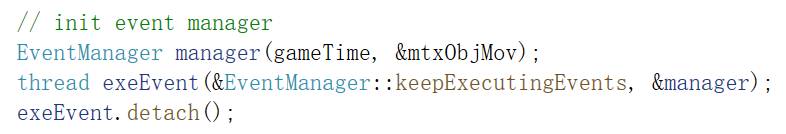 // init event manager
EventManager manager(gameTime, &mtxObjMov);
thread exeEvent(&EventManager::keepExecutingEvents, &manager);
exeEvent.detach();